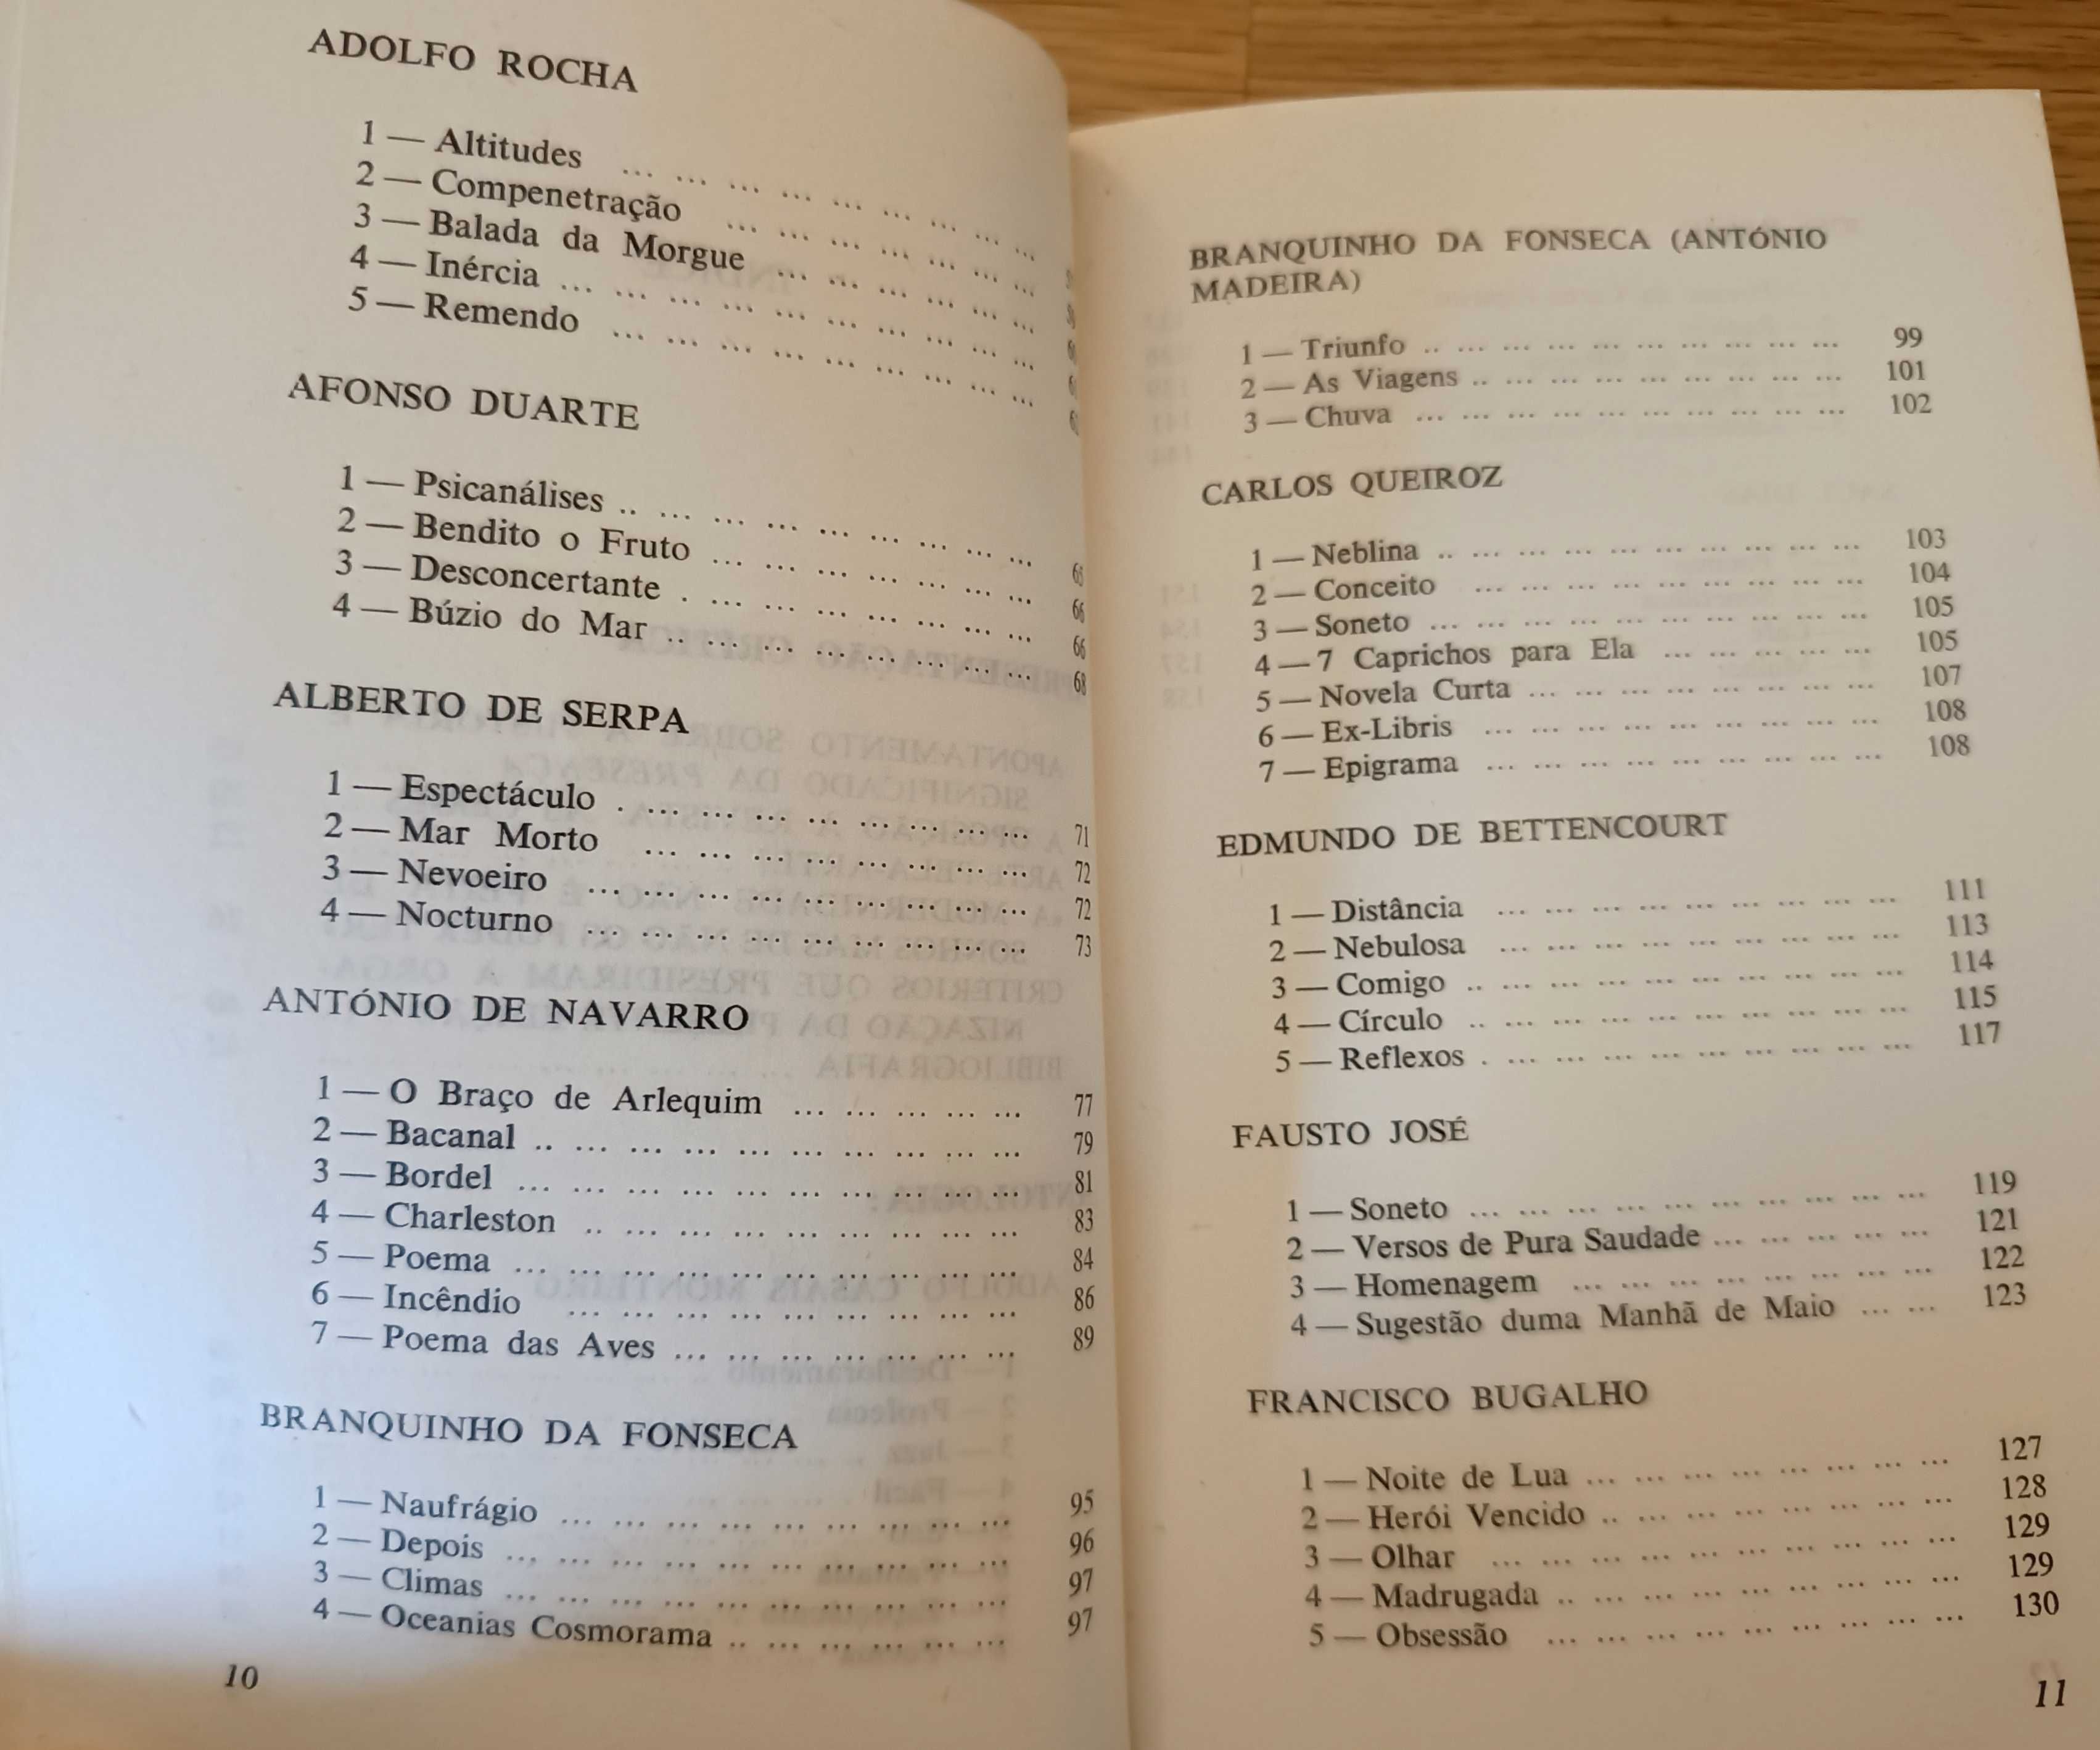 ADOLFO ROCHA
1 — Altitudes ... ... ... ... ... ... ... ... ...
2 — Compenetração ... ... ... ... ... ... ...
3 — Balada da Morgue ... ... ... ... ... ...
4 — Inércia ... ... ... ... ... ... ... ... ...
5 — Remendo ... ... ... ... ... ... ... ... ...
AFONSO DUARTE
1 — Psicanálises .. ... ... ... ... ... ... ... ... 65
2 — Bendito o Fruto ... ... ... ... ... ... ... 66
3 — Desconcertante . ... ... ... ... ... ... ... 66
4 — Búzio do Mar .. ... ... ... ... ... ... ... 68
ALBERTO DE SERPA
1 — Espectáculo . ... ... ... ... ... ... ... ... 71
2 — Mar Morto ... ... ... ... ... ... ... ... 72
3 — Nevoeiro ... ... ... ... ... ... ... ... ... 72
4 — Nocturno ... ... ... ... ... ... ... ... ... 73
ANTÓNIO DE NAVARRO
1 — O Braço de Arlequim ... ... ... ... ... 77
2 — Bacanal .. ... ... ... ... ... ... ... ... ... 79
3 — Bordel ... ... ... ... ... ... ... ... ... ... 81
4 — Charleston .. ... ... ... ... ... ... ... ... 83
5 — Poema ... ... ... ... ... ... ... ... ... ... 84
6 — Incêndio ... ... ... ... ... ... ... ... ... 86
7 — Poema das Aves ... ... ... ... ... ... ... 89
BRANQUINHO DA FONSECA
1 — Naufrágio ... ... ... ... ... ... ... ... ... 95
2 — Depois ... ... ... ... ... ... ... ... ... ... 96
3 — Climas ... ... ... ... ... ... ... ... ... ... 97
4 — Oceanias Cosmorama .. ... ... ... ... ... 97
10
BRANQUINHO DA FONSECA (ANTÓNIO
MADEIRA)
1 — Triunfo .. ... ... ... ... ... ... ... ... ... 99
2 — As Viagens .. ... ... ... ... ... ... ... ... 101
3 — Chuva ... ... ... ... ... ... ... ... ... ... 102
CARLOS QUEIROZ
1 — Neblina .. ... ... ... ... ... ... ... ... ... 103
2 — Conceito ... ... ... ... ... ... ... ... ... 104
3 — Soneto ... ... ... ... ... ... ... ... ... ... 105
4 — 7 Caprichos para Ela ... ... ... ... ... 105
5 — Novela Curta ... ... ... ... ... ... ... ... 107
6 — Ex-Libris ... ... ... ... ... ... ... ... ... 108
7 — Epigrama ... ... ... ... ... ... ... ... ... 108
EDMUNDO DE BETTENCOURT
1 — Distância ... ... ... ... ... ... ... ... ... 111
2 — Nebulosa ... ... ... ... ... ... ... ... ... 113
3 — Comigo .. ... ... ... ... ... ... ... ... ... 114
4 — Círculo .. ... ... ... ... ... ... ... ... ... 115
5 — Reflexos . ... ... ... ... ... ... ... ... ... 117
FAUSTO JOSÉ
1 — Soneto ... ... ... ... ... ... ... ... ... ... 119
2 — Versos de Pura Saudade ... ... ... ... ... 121
3 — Homenagem ... ... ... ... ... ... ... ... 122
4 — Sugestão duma Manhã de Maio ... ... 123
FRANCISCO BUGALHO
1 — Noite de Lua ... ... ... ... ... ... ... ... 127
2 — Herói Vencido .. ... ... ... ... ... ... ... 128
3 — Olhar ... ... ... ... ... ... ... ... ... ... 129
4 — Madrugada .. ... ... ... ... ... ... ... ... 129
5 — Obsessão ... ... ... ... ... ... ... ... ... 130
11